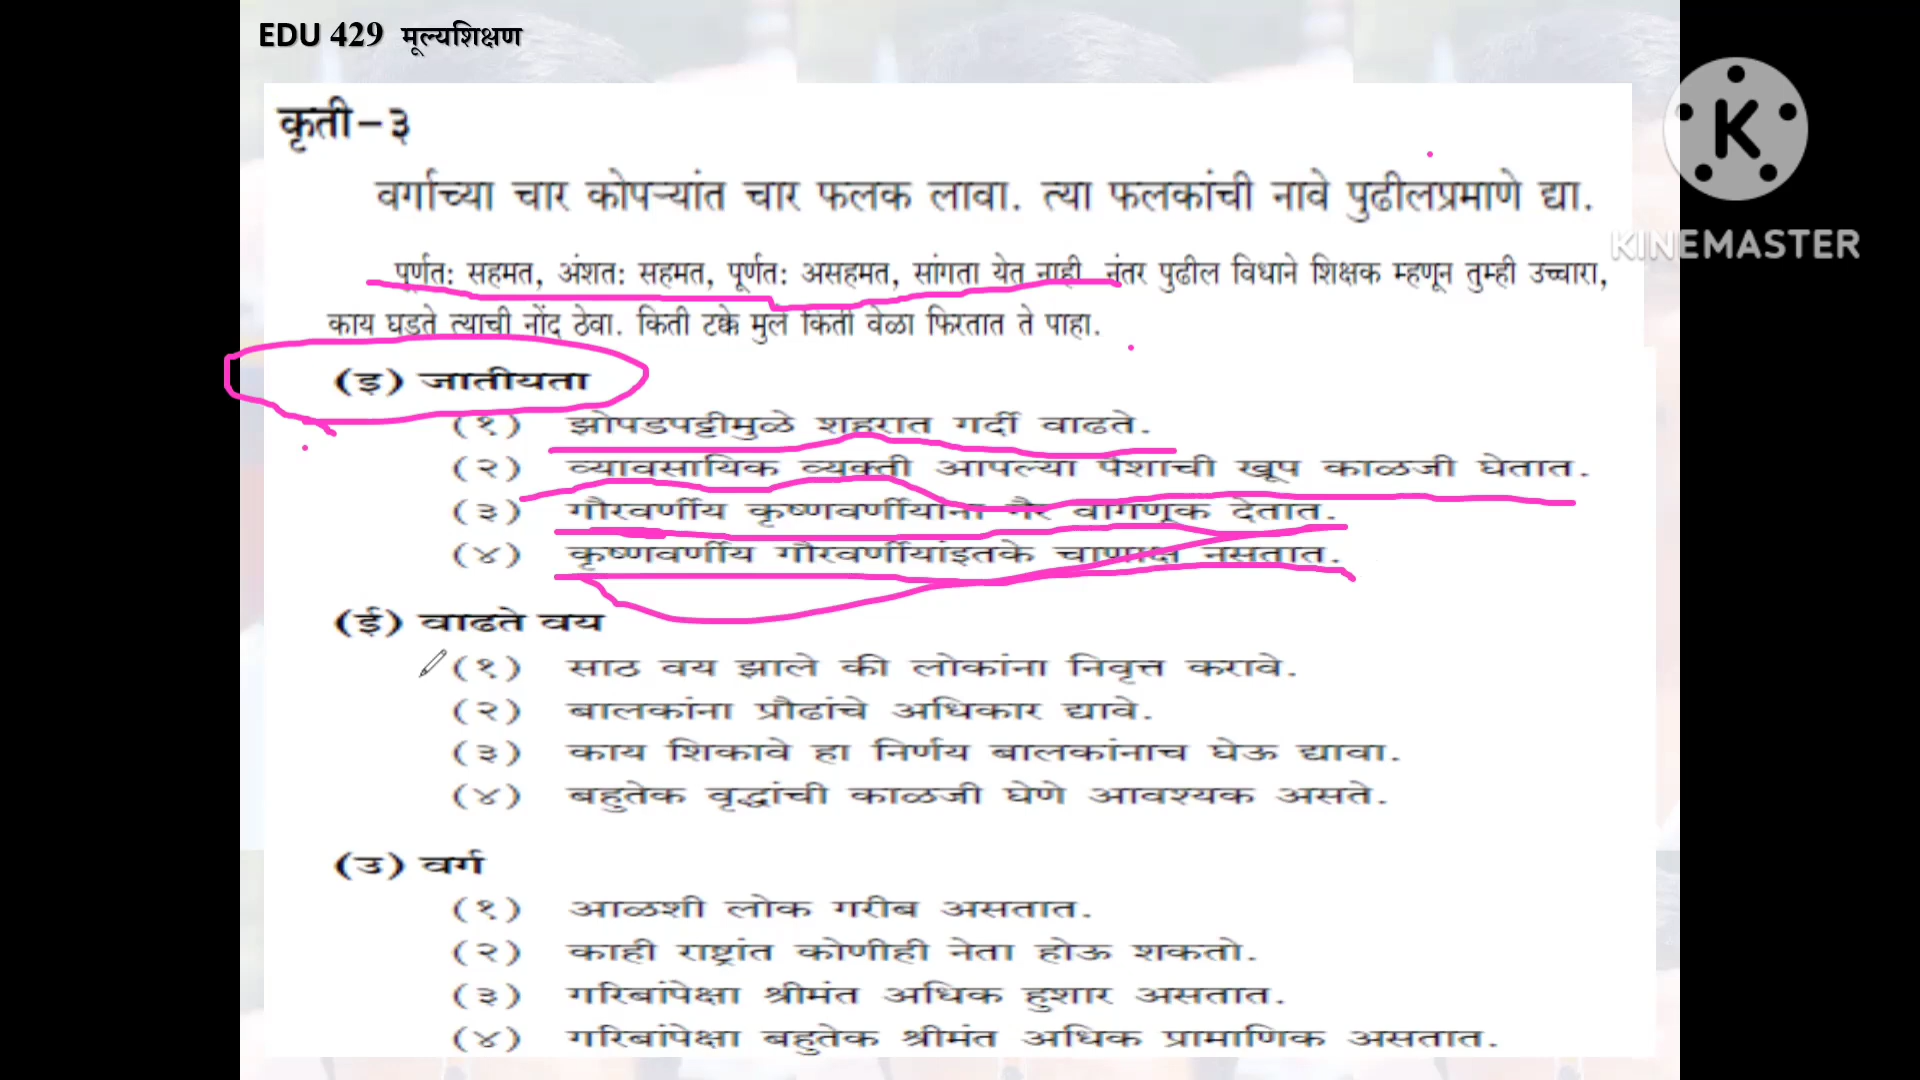 EDU 429 मूल्यशिक्षण
कृती-३
वर्गाच्या चार कोपऱ्यांत चार फलक लावा. त्या फलकांची नावे पुढीलप्रमाणे द्या.
पूर्णतः सहमत, अंशतः सहमत, पूर्णतः असहमत, सांगता येत नाही नंतर पुढील विधाने शिक्षक म्हणून तुम्ही उच्चारा,
काय घडते त्याची नोंद ठेवा. किती टक्के मुले किती वेळा फिरतात ते पाहा.
(इ) जातीयता
(१) झोपडपट्टीमुळे शहरात गर्दी वाढते.
(२) व्यावसायिक व्यक्ती आपल्या पैशाची खूप काळजी घेतात.
(३) गौरवर्णीय कृष्णवर्णीयांना गैर वागणूक देतात.
(४) कृष्णवर्णीय गौरवर्णीयांइतके चाणाक्ष नसतात.
(ई) वाढते वय
(१) साठ वय झाले की लोकांना निवृत्त करावे.
(२) बालकांना प्रौढांचे अधिकार द्यावे.
(३) काय शिकावे हा निर्णय बालकांनाच घेऊ द्यावा.
(४) बहुतेक वृद्धांची काळजी घेणे आवश्यक असते.
(उ) वर्ग
(१) आळशी लोक गरीब असतात.
(२) काही राष्ट्रांत कोणीही नेता होऊ शकतो.
(३) गरिबांपेक्षा श्रीमंत अधिक हुशार असतात.
(४) गरिबांपेक्षा बहुतेक श्रीमंत अधिक प्रामाणिक असतात.
K
KINEMASTER